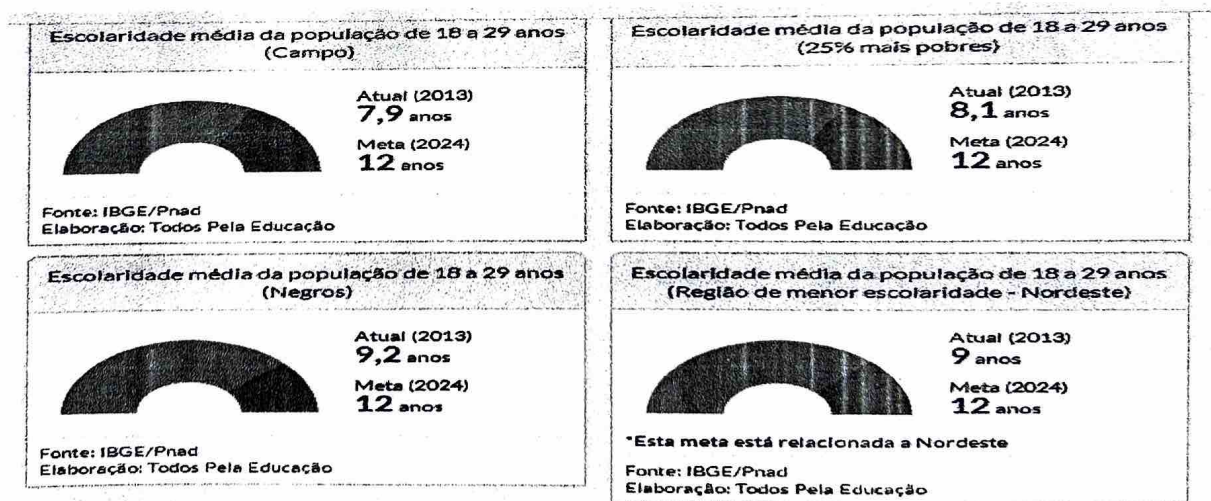 Escolaridade média da população de 18 a 29 anos
(Campo)
Atual (2013)
7,9 anos
Meta (2024)
12 anos
Fonte: IBGE/Pnad
Elaboração: Todos Pela Educação
Escolaridade média da população de 18 a 29 anos
(25% mais pobres)
Atual (2013)
8,1 anos
Meta (2024)
12 anos
Fonte: IBGE/Pnad
Elaboração: Todos Pela Educação
Escolaridade média da população de 18 a 29 anos
(Negros)
Atual (2013)
9,2 anos
Meta (2024)
12 anos
Fonte: IBGE/Pnad
Elaboração: Todos Pela Educação
Escolaridade média da população de 18 a 29 anos
(Região de menor escolaridade - Nordeste)
Atual (2013)
9 anos
Meta (2024)
12 anos
*Esta meta está relacionada a Nordeste
Fonte: IBGE/Pnad
Elaboração: Todos Pela Educação